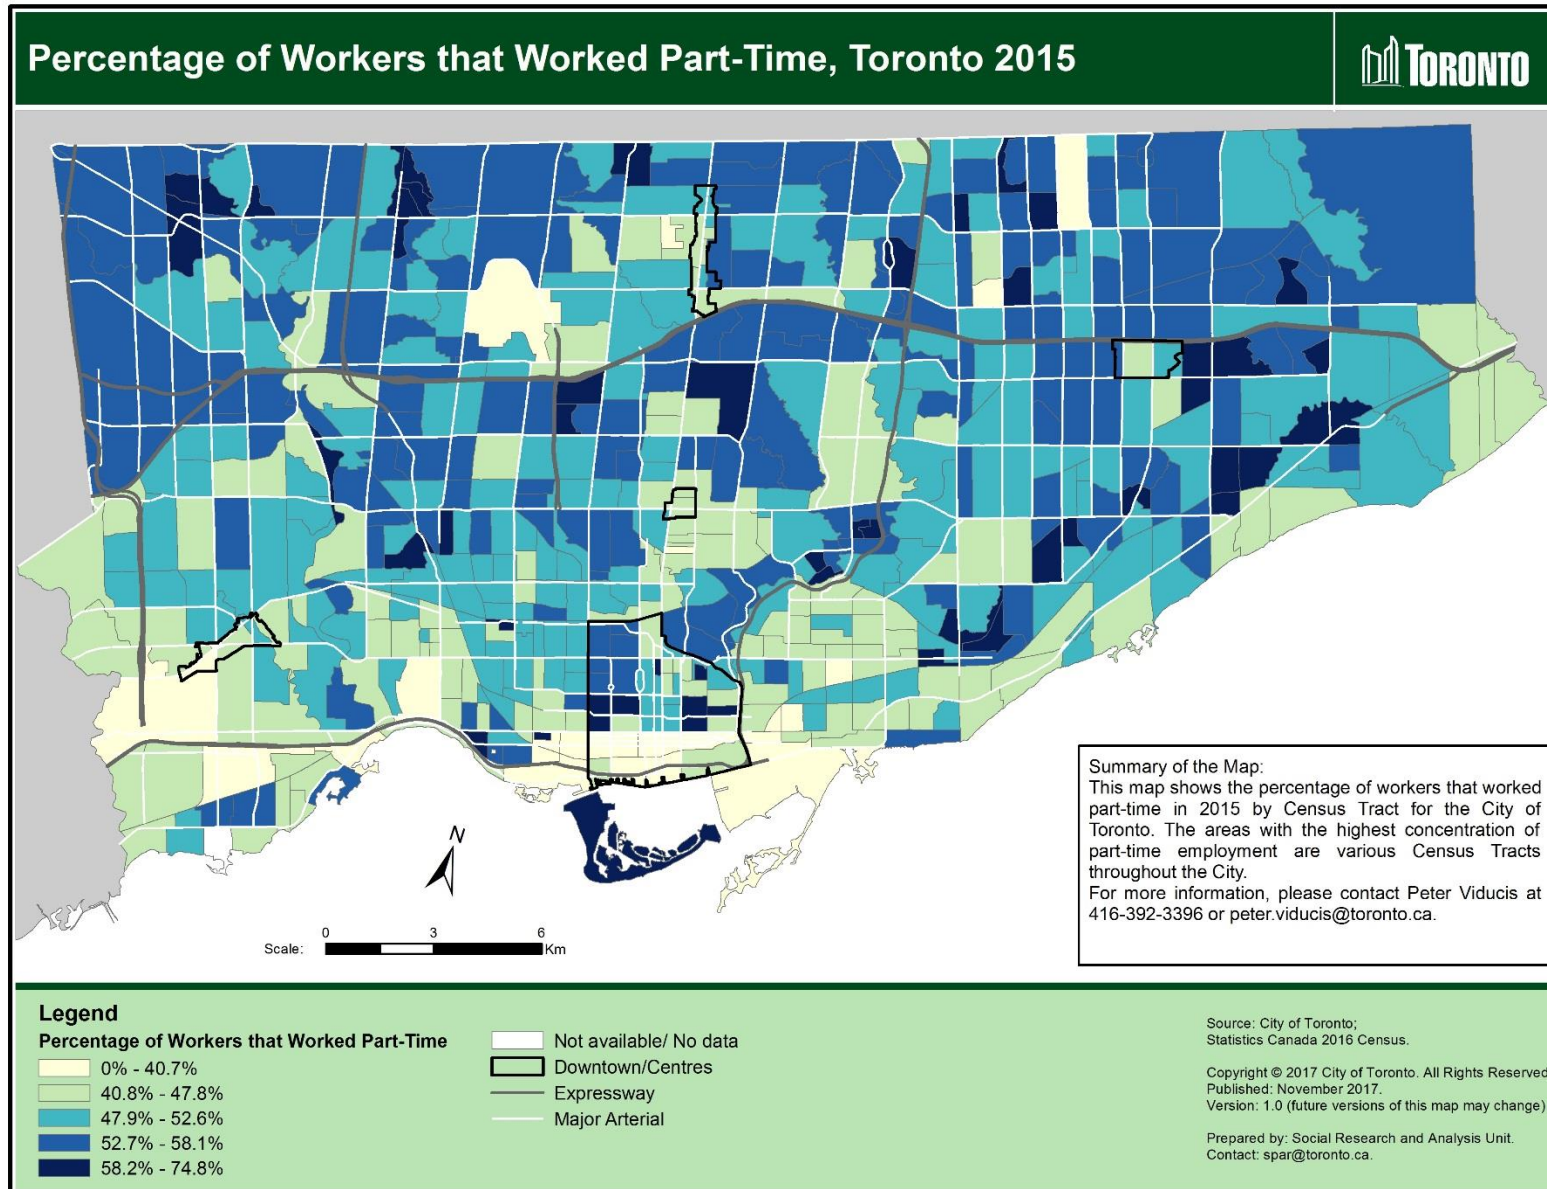 Percentage of Workers that Worked Part-Time, Toronto 2015
TORONTO
N
Scale:
0 3 6
Km
Summary of the Map:
This map shows the percentage of workers that worked
part-time in 2015 by Census Tract for the City of
Toronto. The areas with the highest concentration of
part-time employment are various Census Tracts
throughout the City.
For more information, please contact Peter Viducis at
416-392-3396 or peter.viducis@toronto.ca.
Legend
Percentage of Workers that Worked Part-Time
0% - 40.7%
40.8% - 47.8%
47.9% - 52.6%
52.7% - 58.1%
58.2% - 74.8%
Not available/ No data
Downtown/Centres
Expressway
Major Arterial
Source: City of Toronto;
Statistics Canada 2016 Census.
Copyright © 2017 City of Toronto. All Rights Reserved
Published: November 2017.
Version: 1.0 (future versions of this map may change)
Prepared by: Social Research and Analysis Unit.
Contact: spar@toronto.ca.